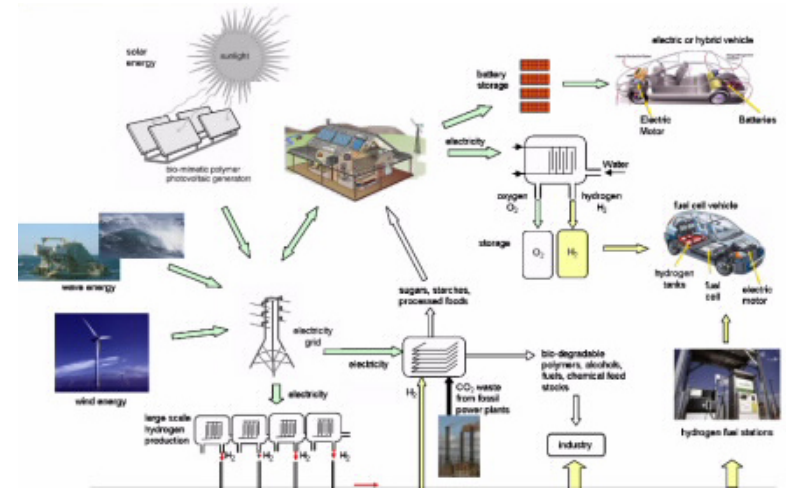 solar
energy
sunlight
bio-mimetic polymer
photovoltaic generators
wave energy
wind energy
electricity
grid
electricity
electricity
large scale
hydrogen
production
H2
H2
H2
H2
sugars, starches,
processed foods
H2
CO2 waste
from fossil
power plants
bio-degradable
polymers, alcohols,
fuels, chemical feed
stocks
industry
battery
storage
electricity
electric or hybrid vehicle
Electric
Motor
Batteries
Water
oxygen
O2
hydrogen
H2
storage
O2
H2
fuel cell vehicle
hydrogen
tanks
fuel
cell
electric
motor
hydrogen fuel stations